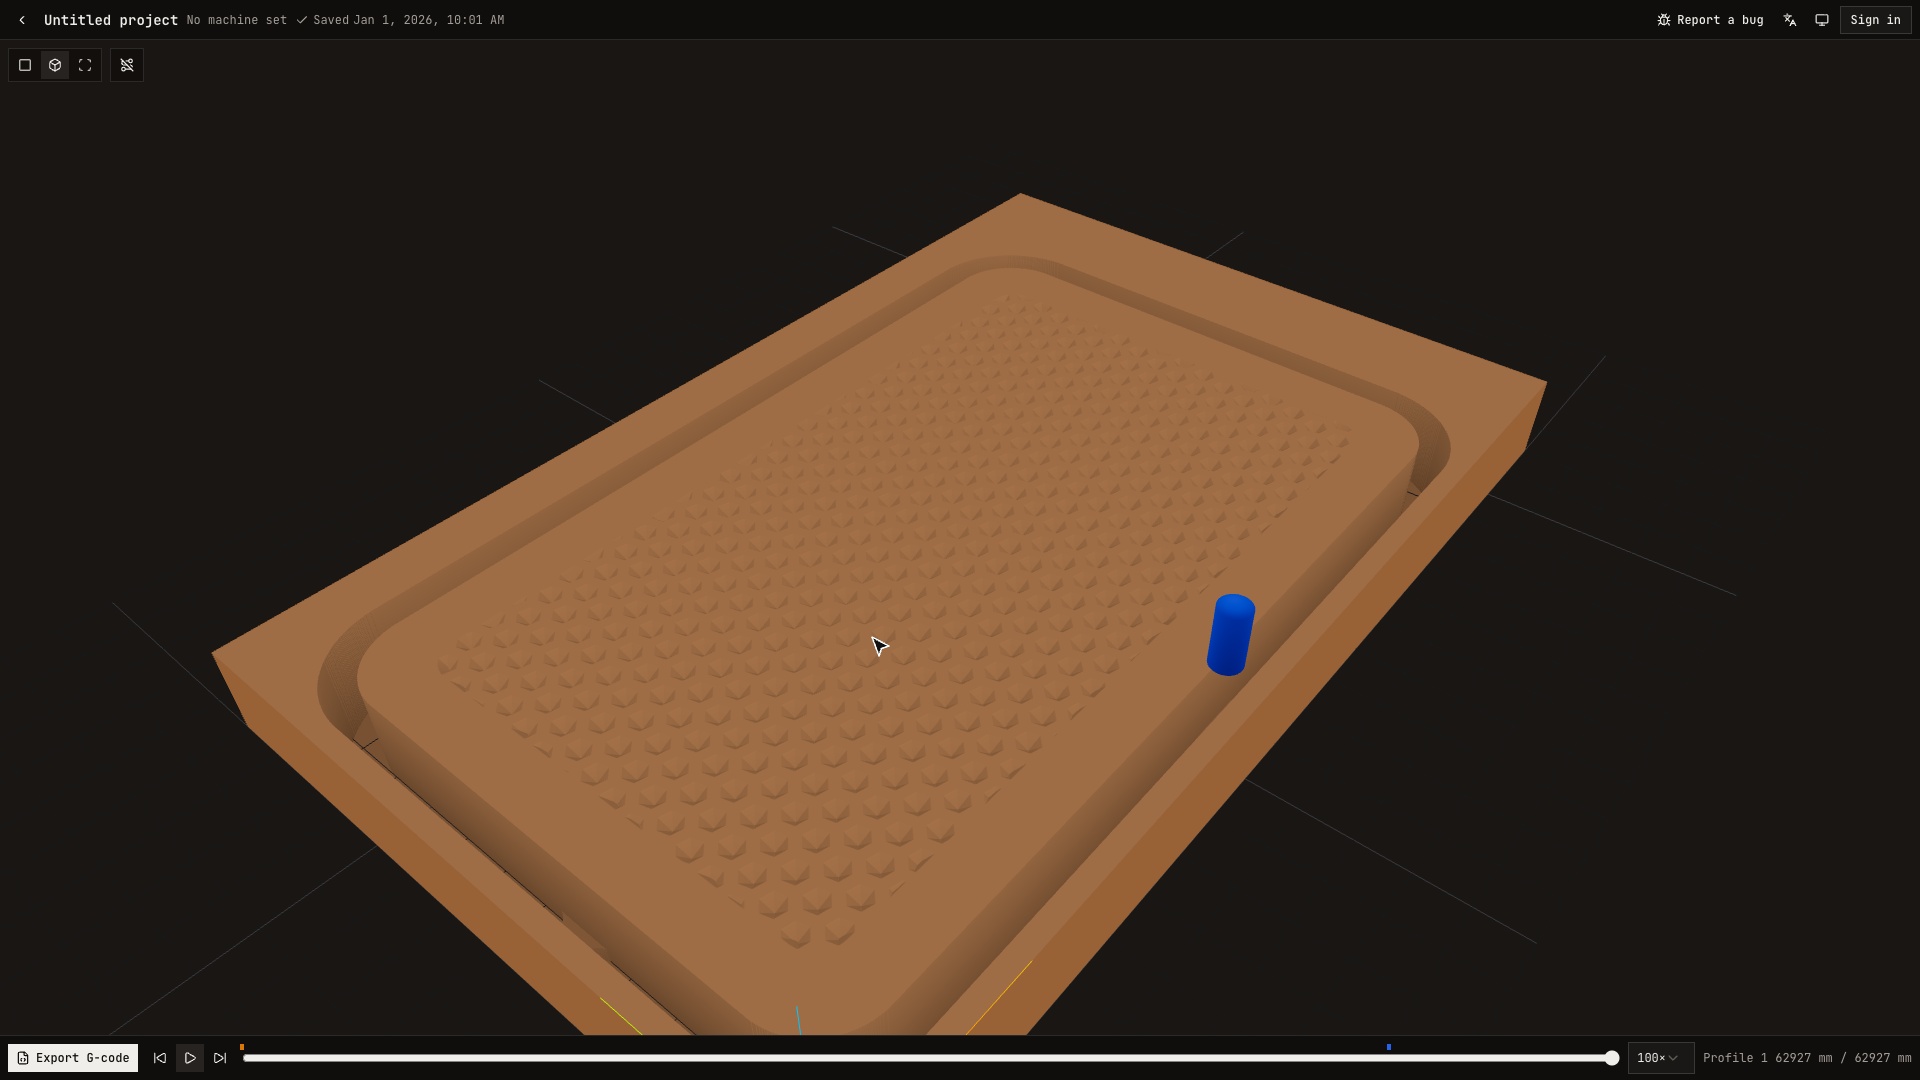 Untitled project No machine set Saved Jan 1, 2026, 10:01 AM
Report a bug
Sign in
Export G-code
100×
Profile 1 62927 mm / 62927 mm